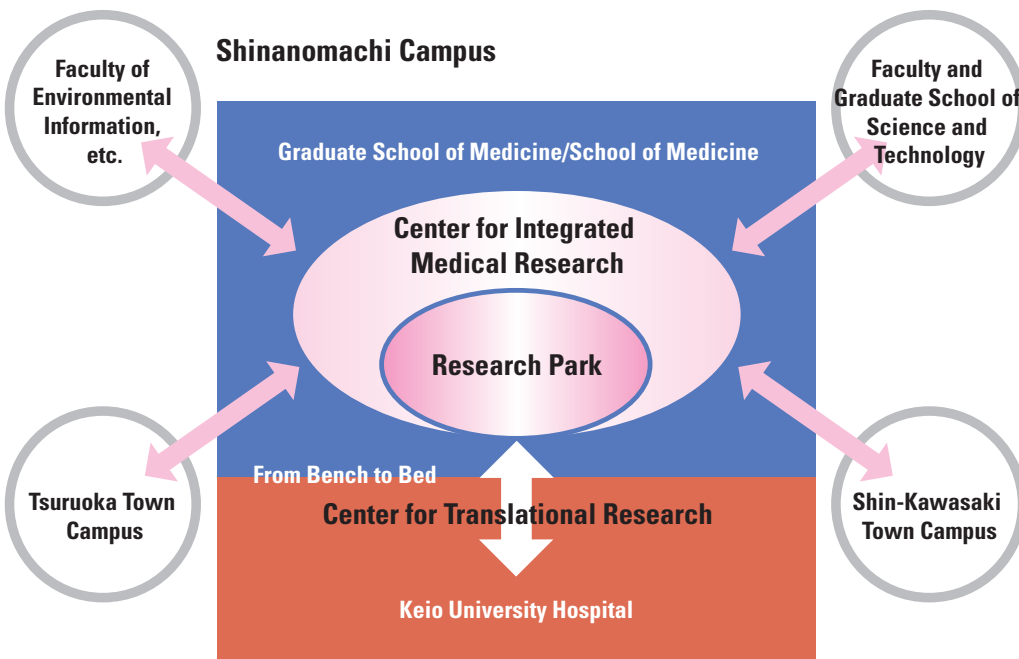 Shinanomachi Campus
Faculty of
Environmental
Information,
etc.
Faculty and
Graduate School of
Science and
Technology
Graduate School of Medicine/School of Medicine
Center for Integrated
Medical Research
Research Park
From Bench to Bed
Center for Translational Research
Tsuruoka Town
Campus
Shin-Kawasaki
Town Campus
Keio University Hospital